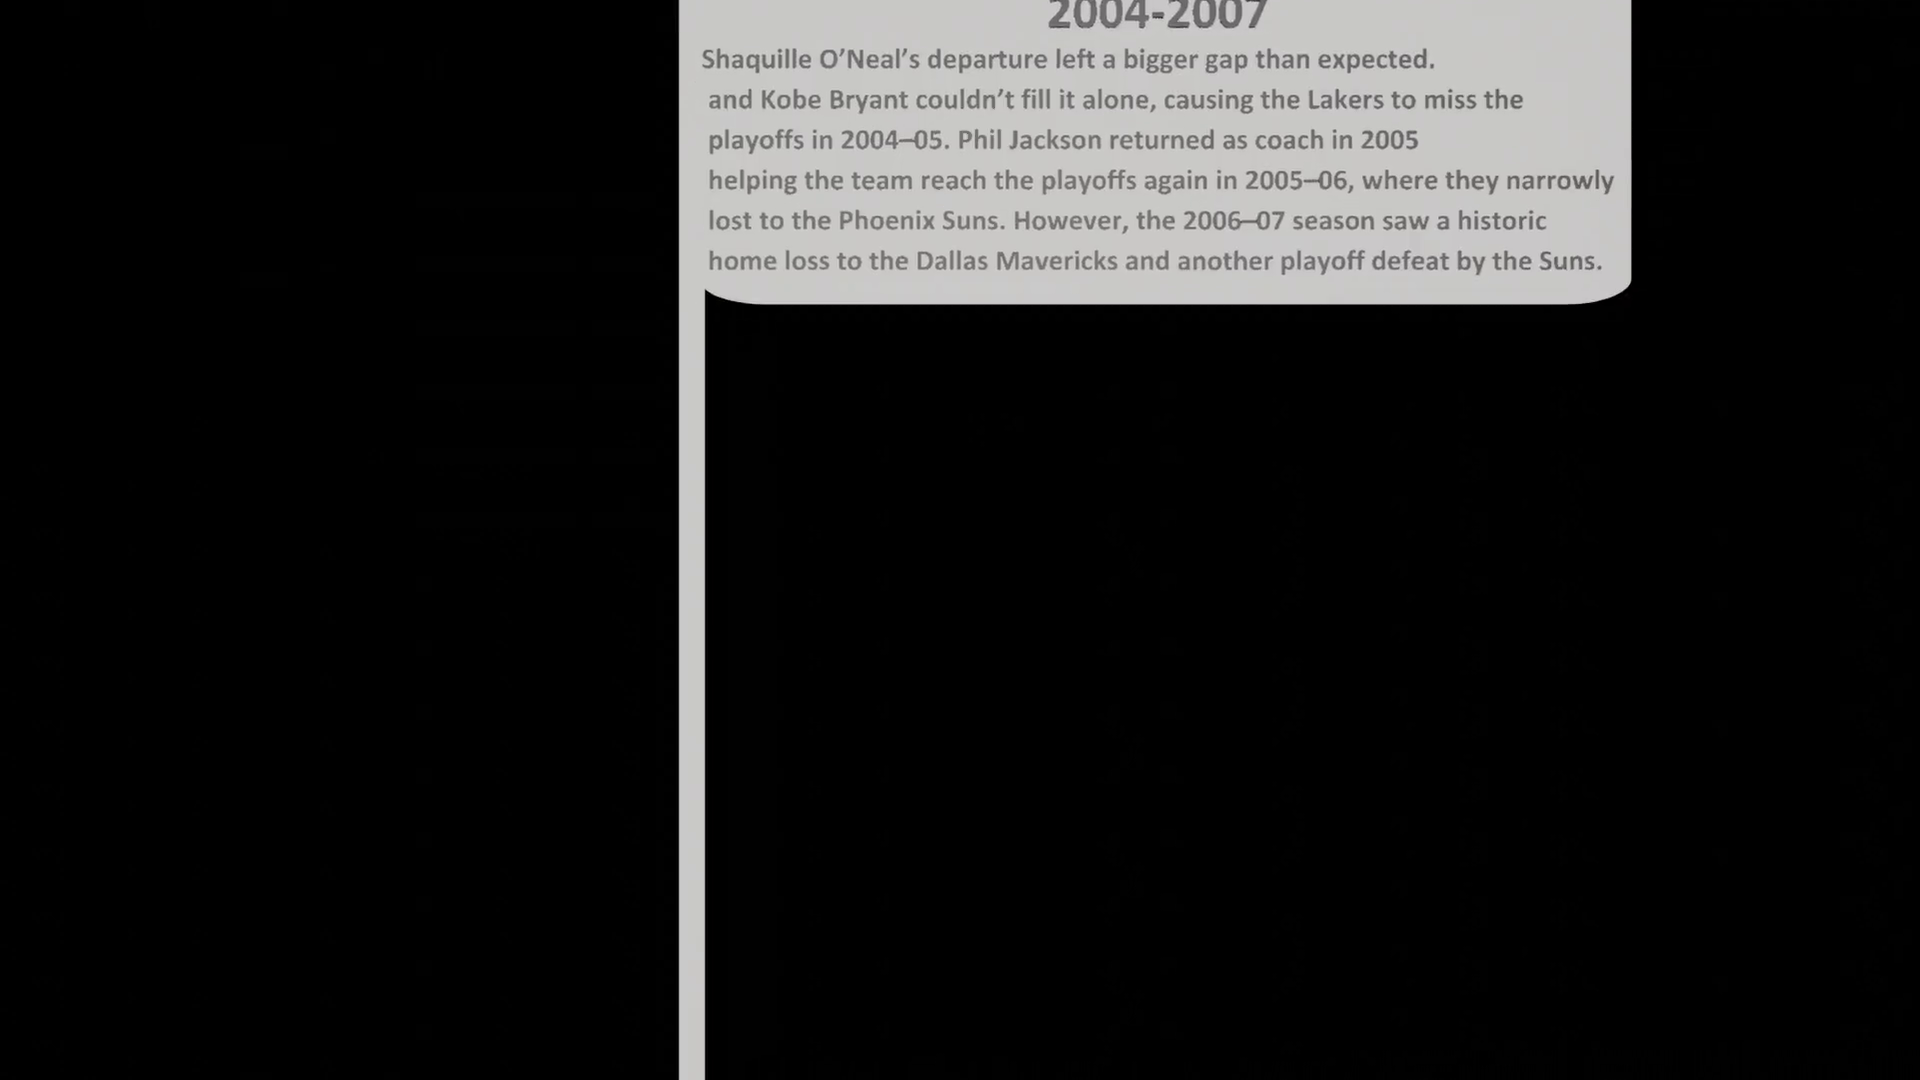 2004-2007
Shaquille O’Neal’s departure left a bigger gap than expected.
and Kobe Bryant couldn’t fill it alone, causing the Lakers to miss the
playoffs in 2004–05. Phil Jackson returned as coach in 2005
helping the team reach the playoffs again in 2005–06, where they narrowly
lost to the Phoenix Suns. However, the 2006–07 season saw a historic
home loss to the Dallas Mavericks and another playoff defeat by the Suns.